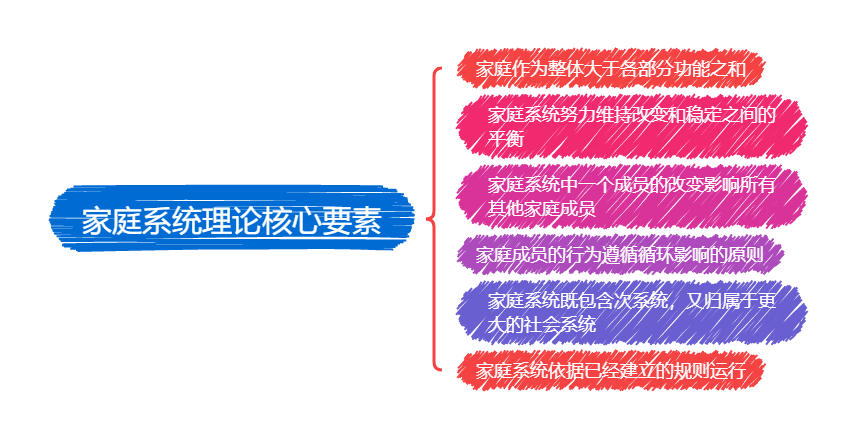 家庭系统理论核心要素
家庭作为整体大于各部分功能之和
家庭系统努力维持改变和稳定之间的
平衡
家庭系统中一个成员的改变影响所有
其他家庭成员
家庭成员的行为遵循循环影响的原则
家庭系统既包含次系统，又归属于更
大的社会系统
家庭系统依据已经建立的规则运行